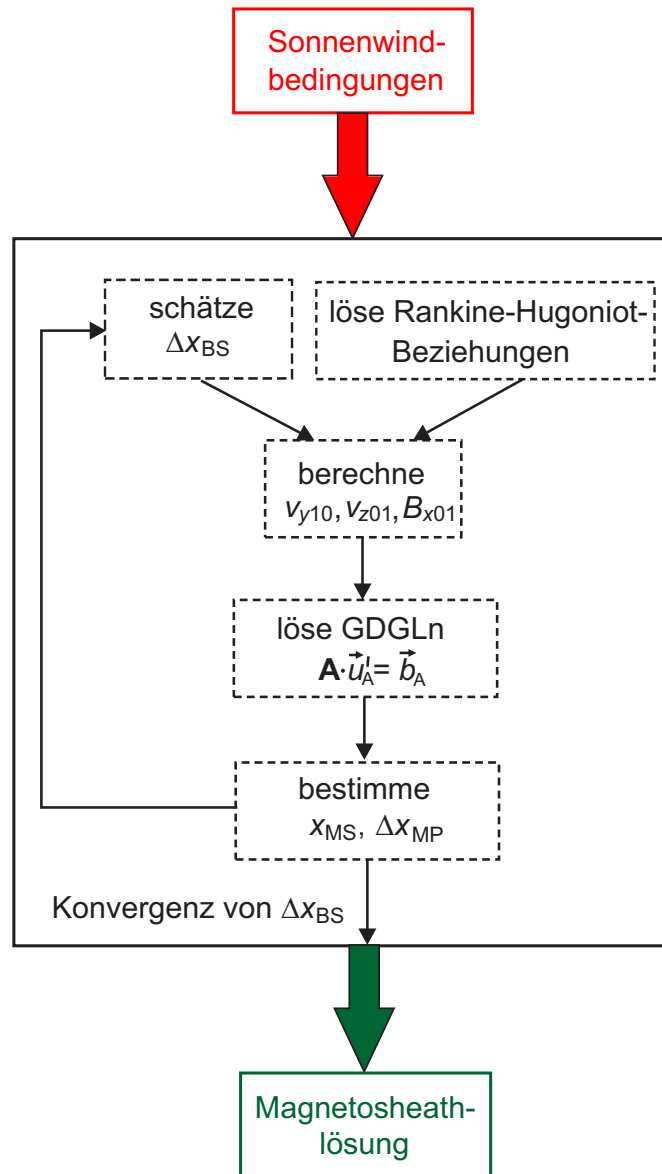 Sonnenwind-
bedingungen
schätze
Δx_BS
löse Rankine-Hugoniot-
Beziehungen
berechne
v_y10, v_z01, B_x01
löse GDGLn
A·u⃗'_A = b⃗_A
bestimme
x_MS, Δx_MP
Konvergenz von Δx_BS
Magnetosheath-
lösung